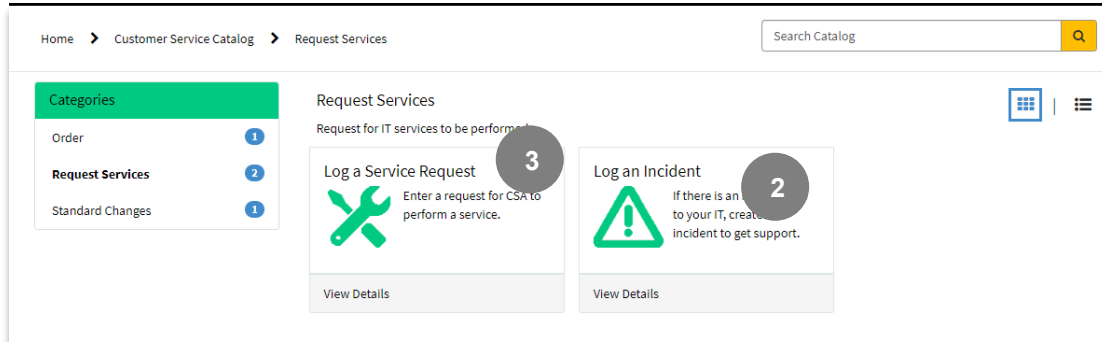 Home > Customer Service Catalog > Request Services
Search Catalog
Categories
Order 1
Request Services 2
Standard Changes 1
Request Services
Request for IT services to be performed
Log a Service Request
3
Enter a request for CSA to
perform a service.
View Details
Log an Incident
2
If there is an
to your IT, create
incident to get support.
View Details